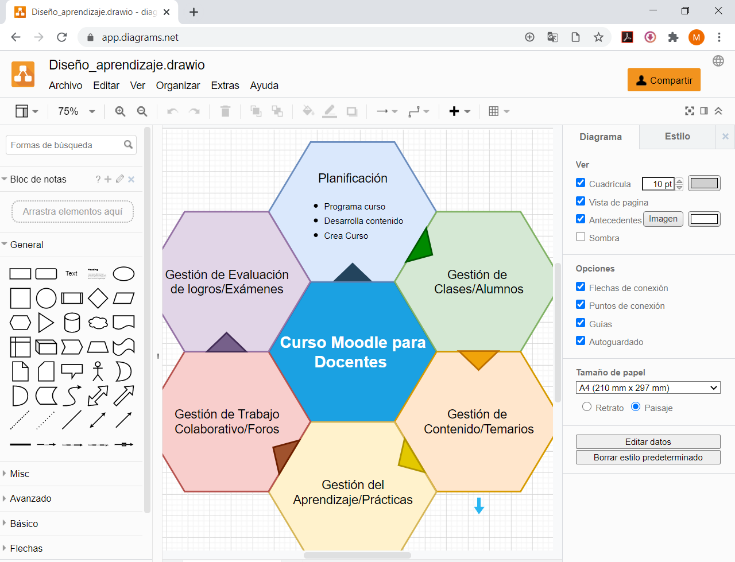 Diseño_aprendizaje.drawio - diag
app.diagrams.net
M
Diseño_aprendizaje.drawio
Archivo Editar Ver Organizar Extras Ayuda
Compartir
75%
Formas de búsqueda
Bloc de notas
Arrastra elementos aquí
General
Text
Misc
Avanzado
Básico
Flechas
Planificación
Programa curso
Desarrolla contenido
Crea Curso
Gestión de Evaluación
de logros/Exámenes
Gestión de
Clases/Alumnos
Curso Moodle para
Docentes
Gestión de Trabajo
Colaborativo/Foros
Gestión de
Contenido/Temarios
Gestión del
Aprendizaje/Prácticas
Diagrama Estilo
Ver
Cuadrícula 10 pt
Vista de pagina
Antecedentes Imagen
Sombra
Opciones
Flechas de conexión
Puntos de conexión
Guías
Autoguardado
Tamaño de papel
A4 (210 mm x 297 mm)
Retrato Paisaje
Editar datos
Borrar estilo predeterminado